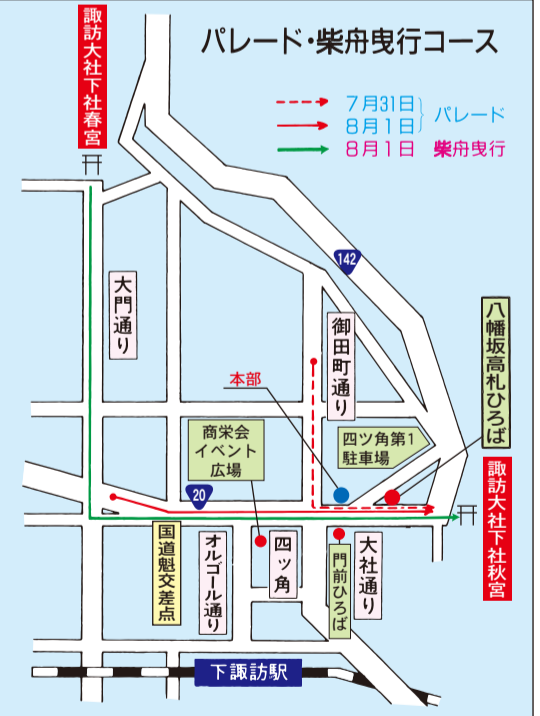 諏訪大社下社春宮
パレード・柴舟曳行コース
7月31日
8月1日
パレード
8月1日 柴舟曳行
142
大門通り
御田町通り
八幡坂高札ひろば
本部
商栄会
イベント
広場
四ツ角第1
駐車場
20
諏訪大社下社秋宮
国道魁交差点
オルゴール通り
四ッ角
門前ひろば
大社通り
下諏訪駅